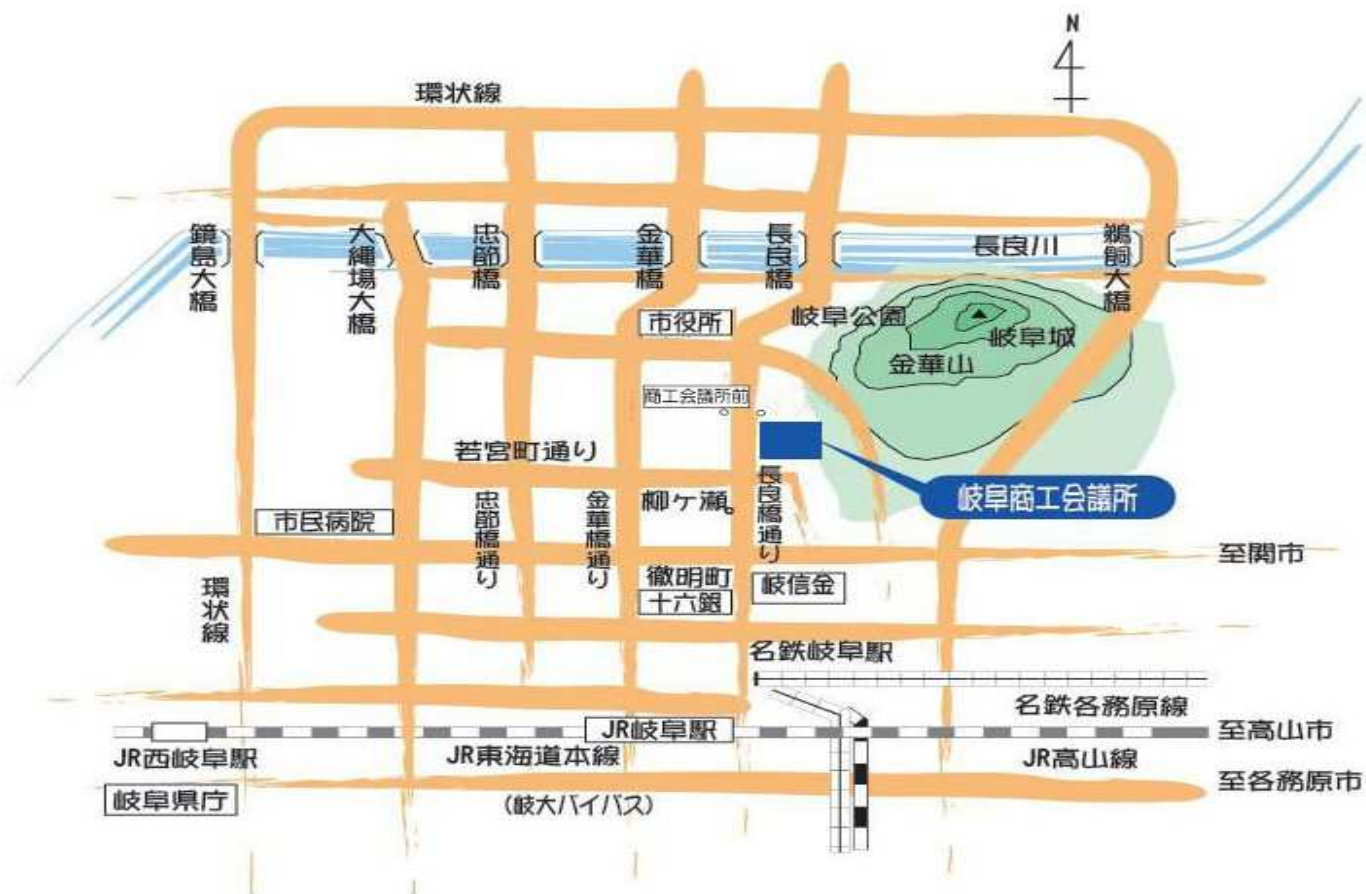 N
環状線
鏡島大橋
大縄場大橋
忠節橋
金華橋
長良橋
長良川
鵜飼大橋
市役所
岐阜公園
岐阜城
金華山
商工会議所前
若宮町通り
岐阜商工会議所
市民病院
忠節橋通り
金華橋通り
柳ヶ瀬
長良橋通り
至関市
環状線
徹明町
十六銀
岐信金
名鉄岐阜駅
名鉄各務原線
JR岐阜駅
至高山市
JR西岐阜駅
JR東海道本線
JR高山線
岐阜県庁
(岐大バイパス)
至各務原市